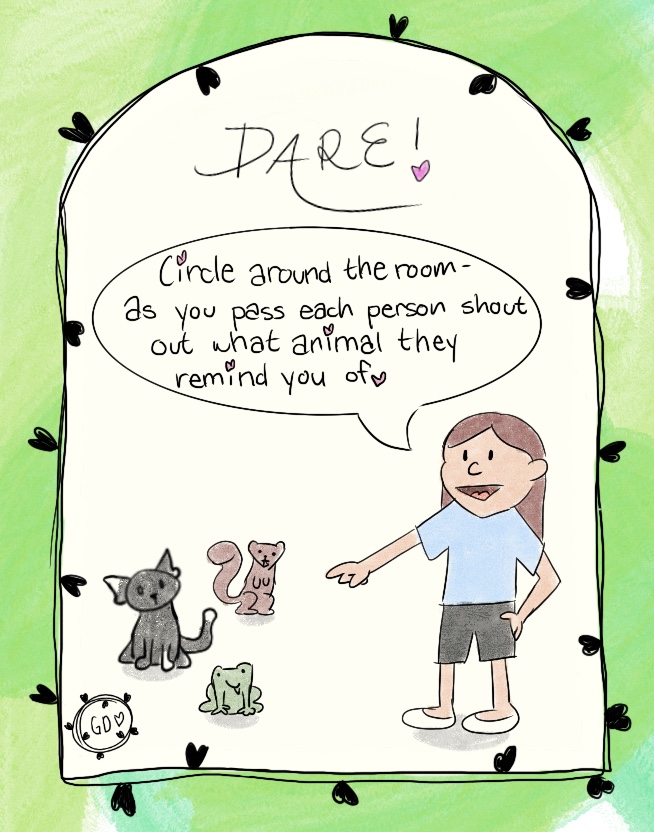 DARE!
Circle around the room-
as you pass each person shout
out what animal they
remind you of
GD